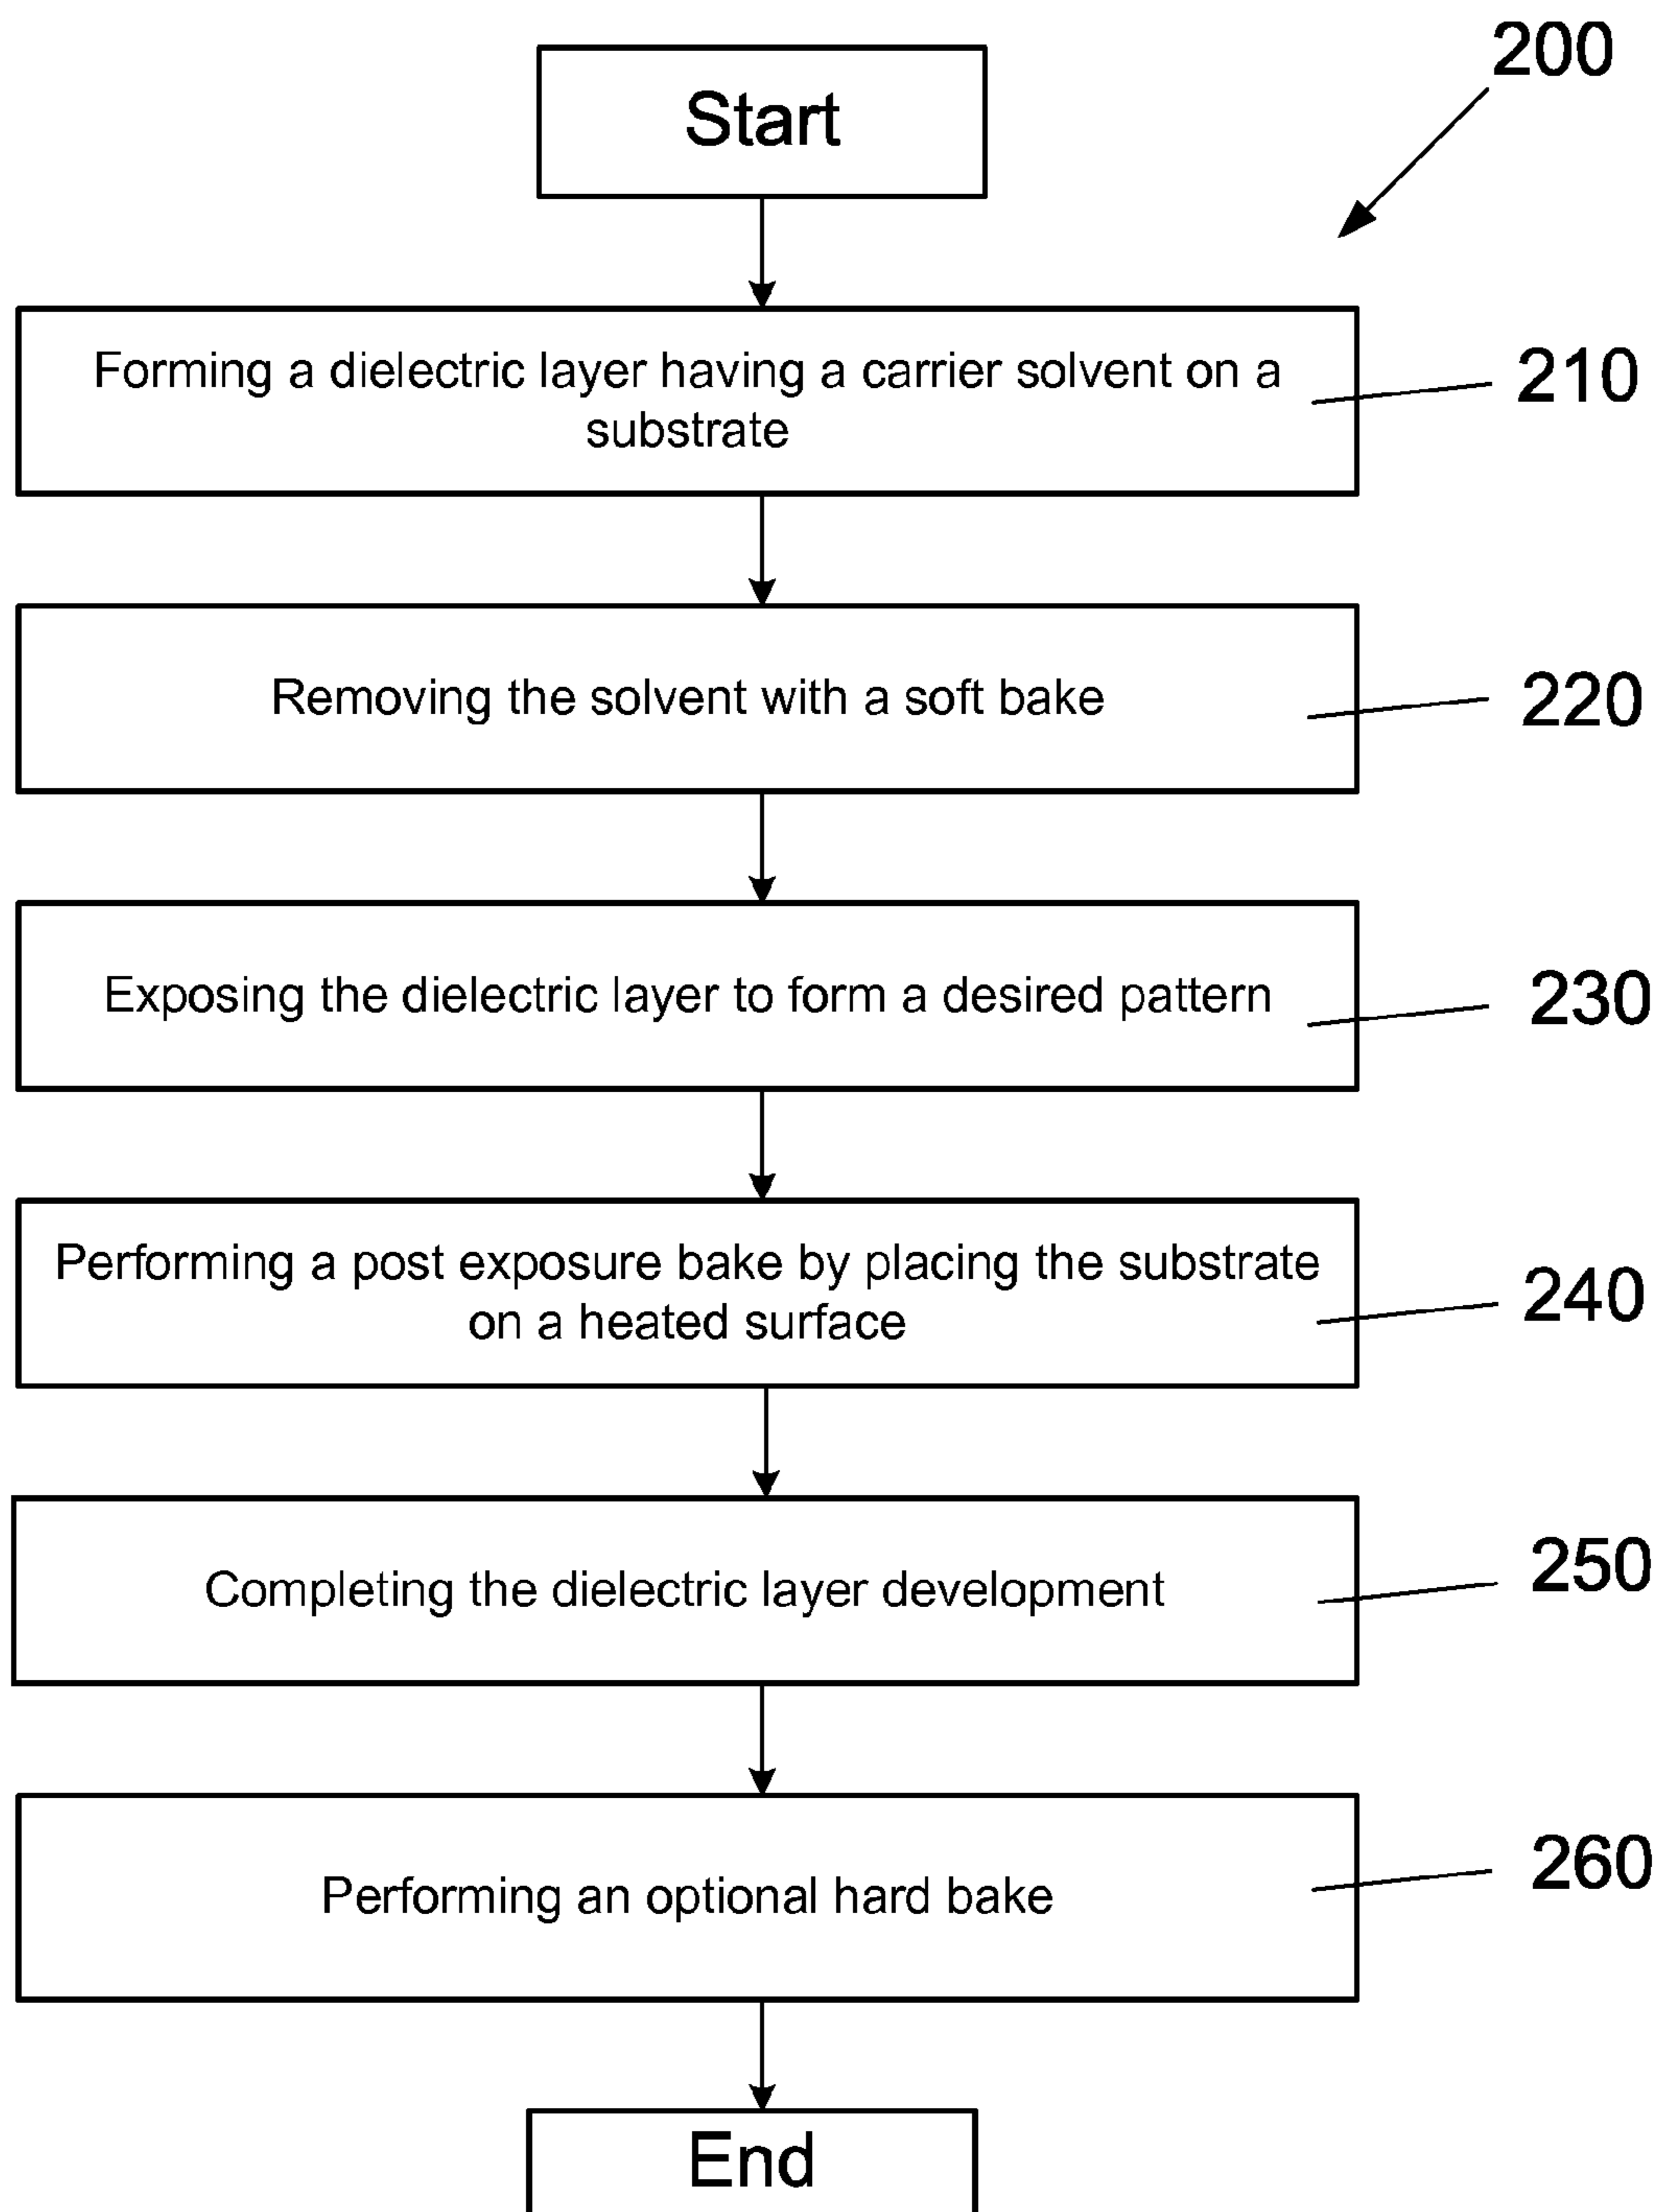 200
Start
Forming a dielectric layer having a carrier solvent on a
substrate
210
Removing the solvent with a soft bake
220
Exposing the dielectric layer to form a desired pattern
230
Performing a post exposure bake by placing the substrate
on a heated surface
240
Completing the dielectric layer development
250
Performing an optional hard bake
260
End